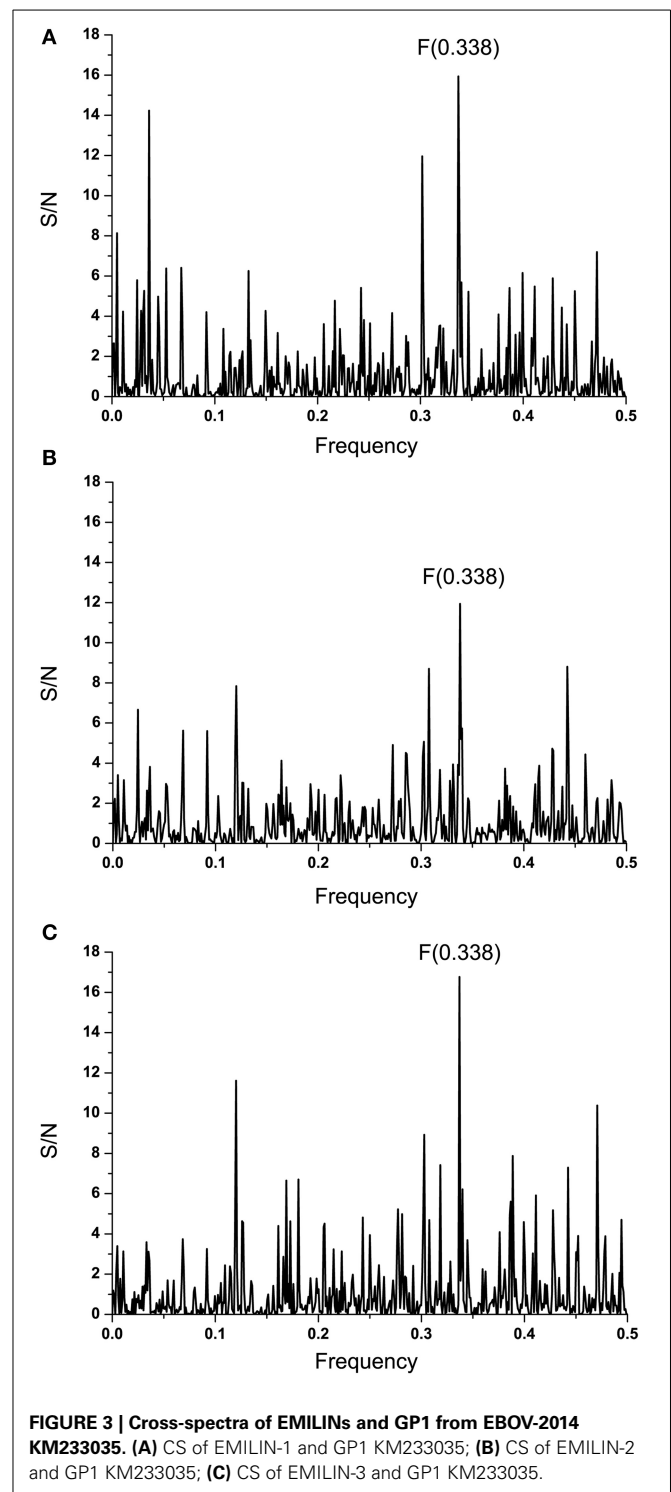 A
F(0.338)
18
16
14
12
10
8
6
4
2
0
S/N
0.0 0.1 0.2 0.3 0.4 0.5
Frequency
B
F(0.338)
18
16
14
12
10
8
6
4
2
0
S/N
0.0 0.1 0.2 0.3 0.4 0.5
Frequency
C
F(0.338)
18
16
14
12
10
8
6
4
2
0
S/N
0.0 0.1 0.2 0.3 0.4 0.5
Frequency
FIGURE 3 | Cross-spectra of EMILINs and GP1 from EBOV-2014
KM233035. (A) CS of EMILIN-1 and GP1 KM233035; (B) CS of EMILIN-2
and GP1 KM233035; (C) CS of EMILIN-3 and GP1 KM233035.